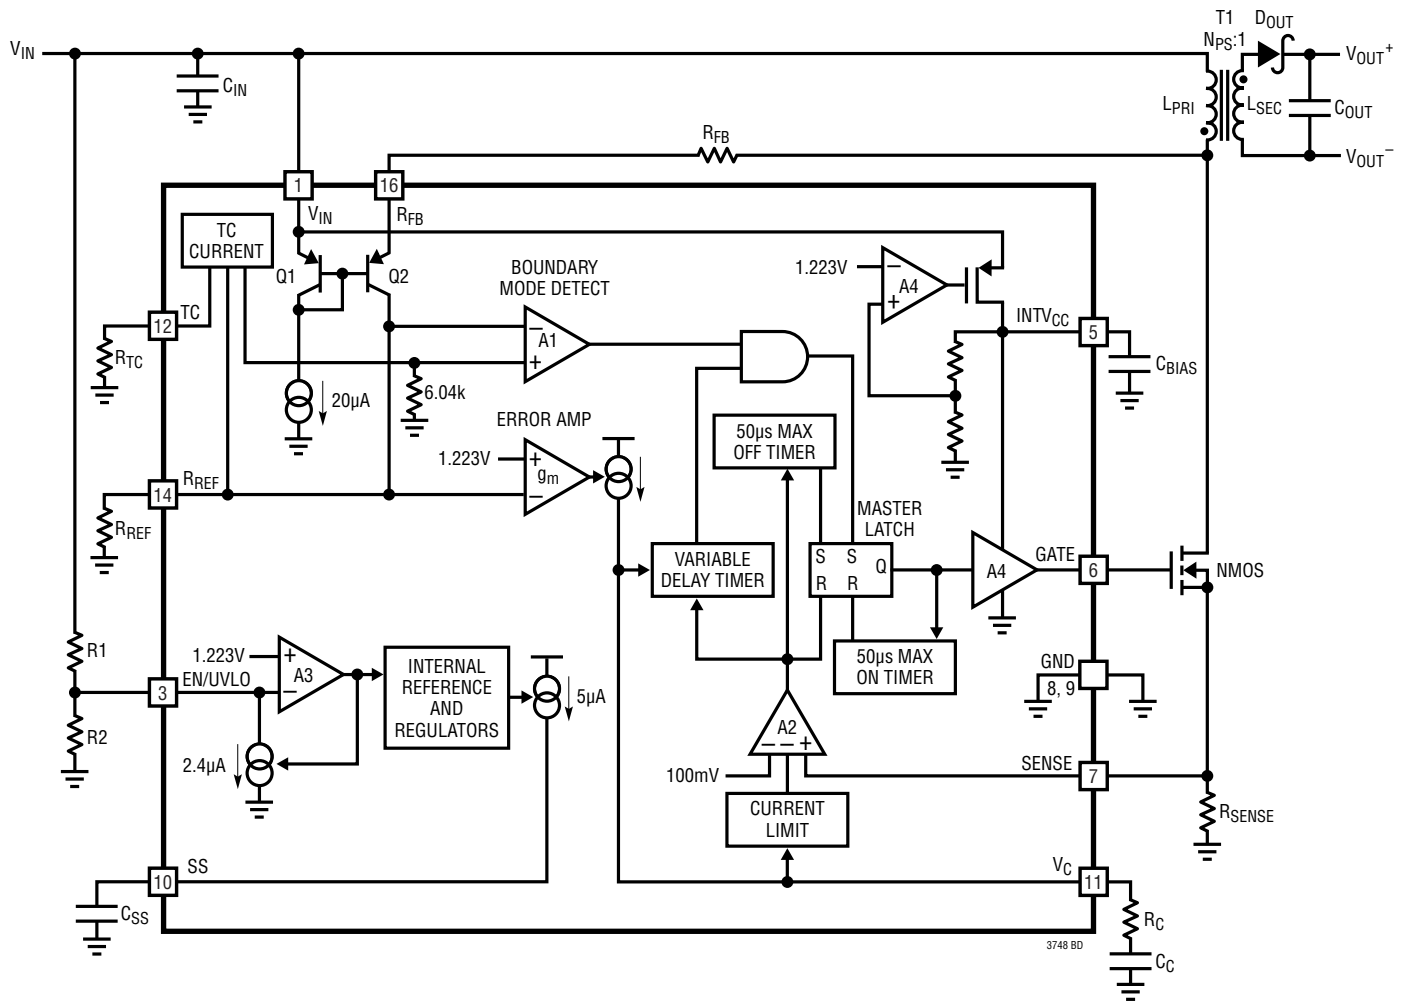 T1
DOUT
NPS:1
VIN
VOUT+
CIN
LPRI
LSEC
COUT
RFB
VOUT–
1
16
VIN
RFB
TC
CURRENT
Q1
Q2
BOUNDARY
MODE DETECT
1.223V
–
A4
+
TC
12
–
A1
+
INTVCC
5
RTC
CBIAS
20µA
6.04k
ERROR AMP
50µs MAX
OFF TIMER
1.223V
+
gm
–
RREF
14
MASTER
LATCH
RREF
VARIABLE
DELAY TIMER
S S
R R
Q
A4
GATE
6
NMOS
R1
1.223V
+
A3
–
EN/UVLO
3
INTERNAL
REFERENCE
AND
REGULATORS
5µA
50µs MAX
ON TIMER
GND
8, 9
R2
2.4µA
A2
– – +
100mV
SENSE
7
CURRENT
LIMIT
RSENSE
SS
10
VC
11
CSS
RC
3748 BD
CC